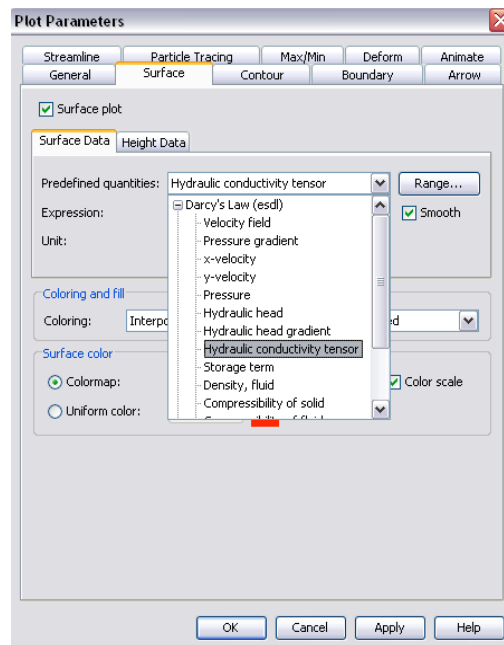 Plot Parameters
Streamline Particle Tracing Max/Min Deform Animate
General Surface Contour Boundary Arrow
Surface plot
Surface Data Height Data
Predefined quantities: Hydraulic conductivity tensor Range...
Expression: Darcy's Law (esdl) Smooth
Velocity field
Unit: Pressure gradient
x-velocity
y-velocity
Coloring and fill Pressure
Hydraulic head
Coloring: Interpo ed
Hydraulic head gradient
Surface color Hydraulic conductivity tensor
Storage term
Colormap: Density, fluid Color scale
Compressibility of solid
Uniform color:
OK Cancel Apply Help